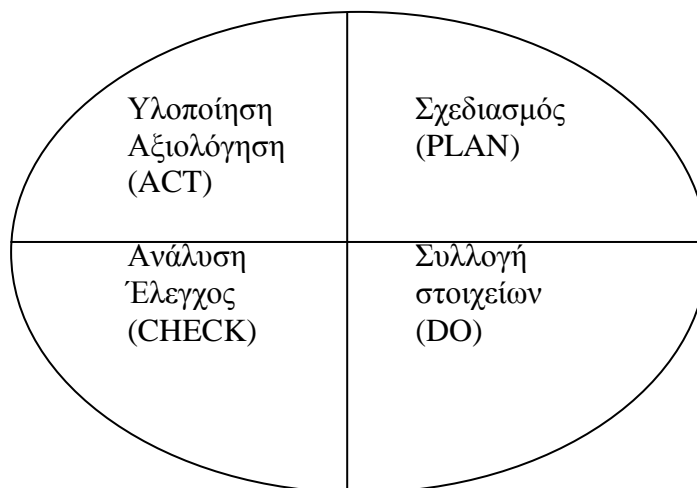 Υλοποίηση
Αξιολόγηση
(ACT)
Σχεδιασμός
(PLAN)
Ανάλυση
Έλεγχος
(CHECK)
Συλλογή
στοιχείων
(DO)